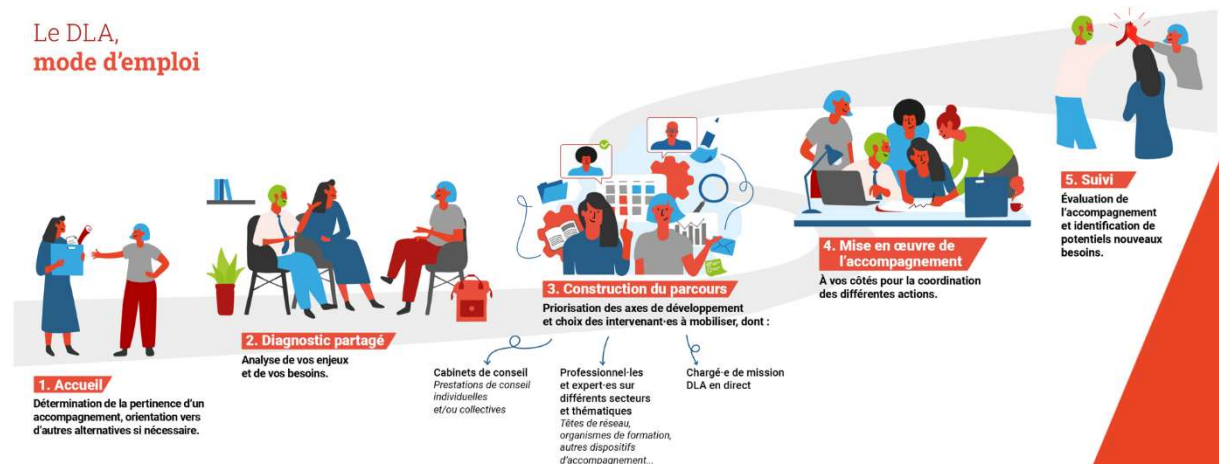 Le DLA,
mode d'emploi
1. Accueil
Détermination de la pertinence d'un
accompagnement, orientation vers
d'autres alternatives si nécessaire.
2. Diagnostic partagé
Analyse de vos enjeux
et de vos besoins.
3. Construction du parcours
Priorisation des axes de développement
et choix des intervenant·es à mobiliser, dont :
Cabinets de conseil
Prestations de conseil
individuelles
et/ou collectives
Professionnel·les
et expert·es sur
différents secteurs
et thématiques
Têtes de réseau,
organismes de formation,
autres dispositifs
d'accompagnement...
Chargé·e de mission
DLA en direct
4. Mise en œuvre de
l'accompagnement
À vos côtés pour la coordination
des différentes actions.
5. Suivi
Évaluation de
l'accompagnement
et identification de
potentiels nouveaux
besoins.